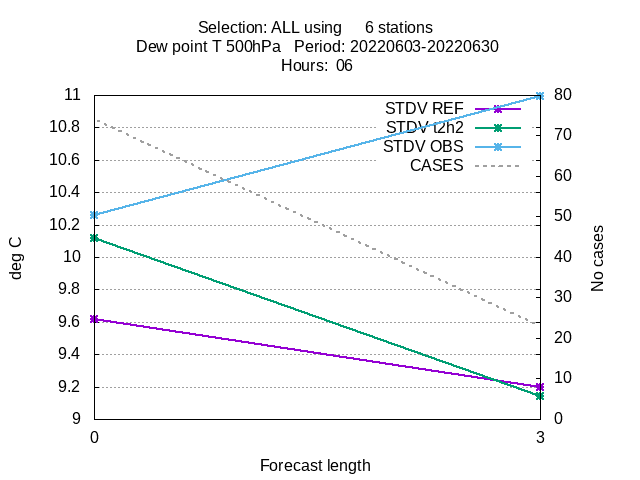 Selection: ALL using 6 stations
Dew point T 500hPa Period: 20220603-20220630
Hours: 06
11
10.8
10.6
10.4
10.2
10
9.8
9.6
9.4
9.2
9
80
70
60
50
40
30
20
10
0
STDV REF
STDV t2h2
STDV OBS
CASES
deg C
No cases
0
3
Forecast length